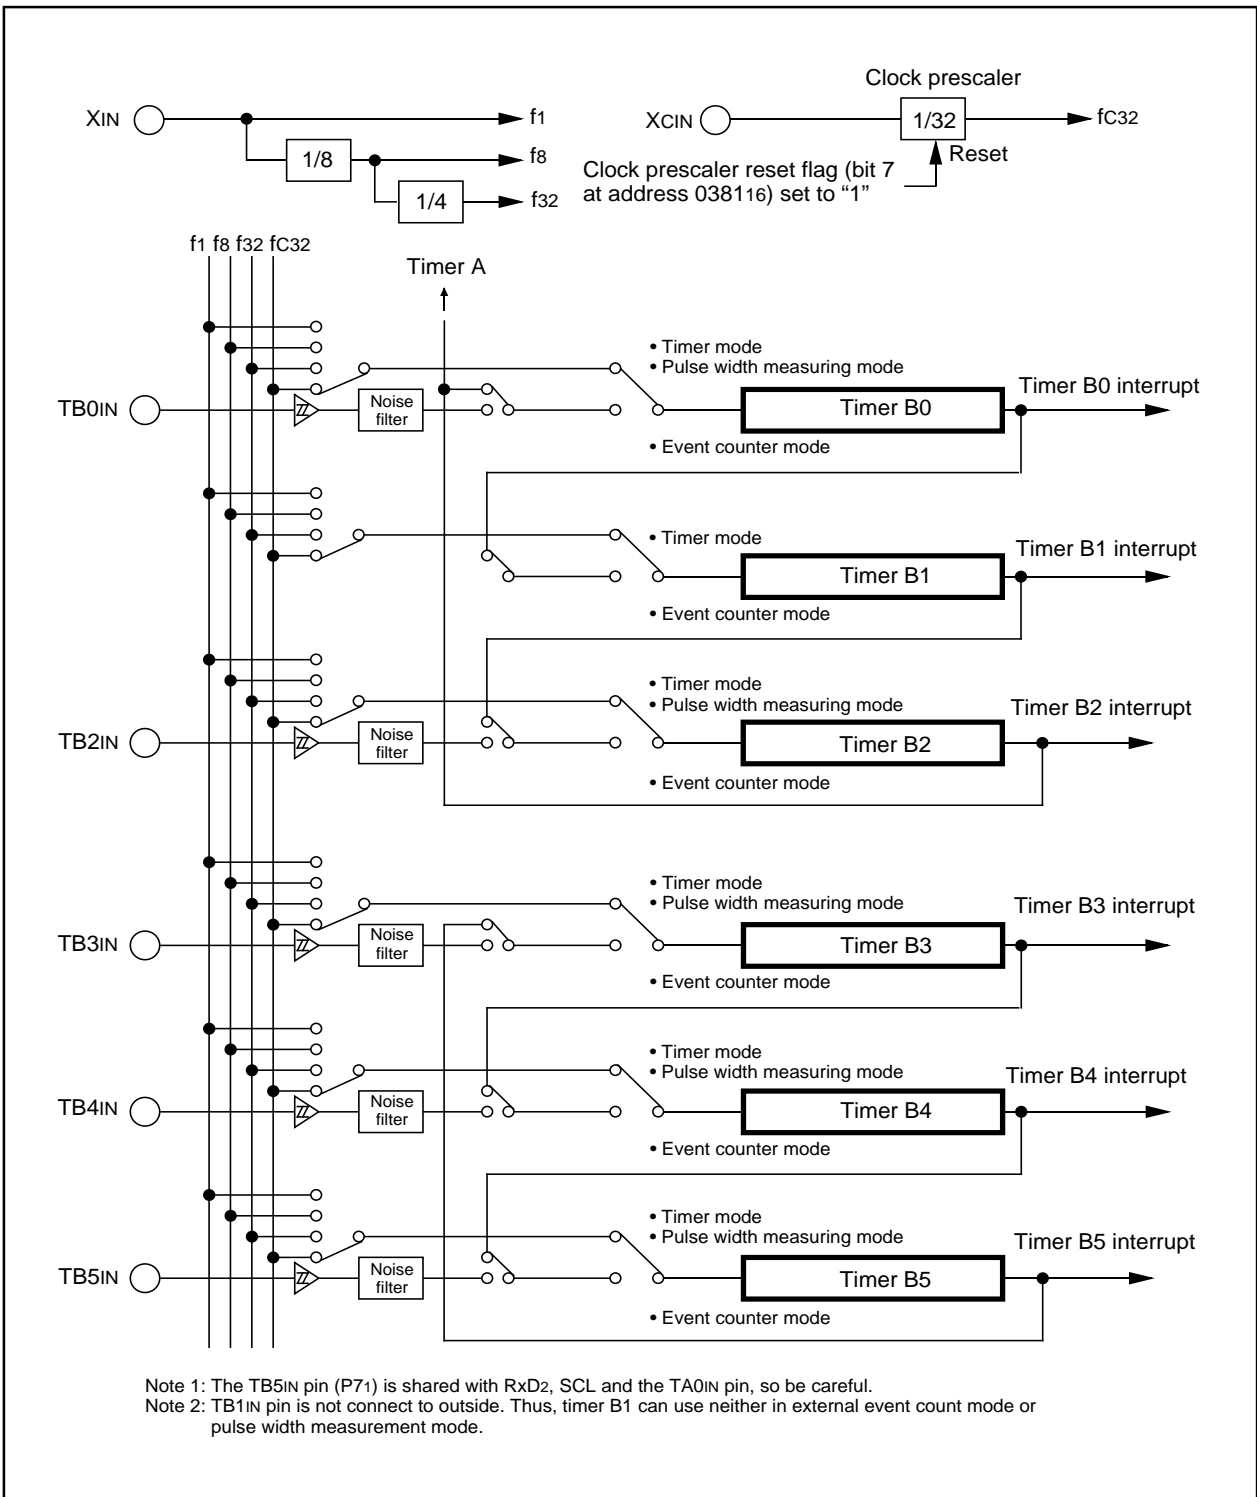 Clock prescaler
XIN
f1
XCIN
1/32
fC32
1/8
f8
Reset
Clock prescaler reset flag (bit 7
at address 038116) set to “1”
1/4
f32
f1 f8 f32 fC32
Timer A
• Timer mode
• Pulse width measuring mode
TB0IN
Noise
filter
Timer B0
Timer B0 interrupt
• Event counter mode
• Timer mode
Timer B1
Timer B1 interrupt
• Event counter mode
• Timer mode
• Pulse width measuring mode
TB2IN
Noise
filter
Timer B2
Timer B2 interrupt
• Event counter mode
• Timer mode
• Pulse width measuring mode
TB3IN
Noise
filter
Timer B3
Timer B3 interrupt
• Event counter mode
• Timer mode
• Pulse width measuring mode
TB4IN
Noise
filter
Timer B4
Timer B4 interrupt
• Event counter mode
• Timer mode
• Pulse width measuring mode
TB5IN
Noise
filter
Timer B5
Timer B5 interrupt
• Event counter mode
Note 1: The TB5IN pin (P71) is shared with RxD2, SCL and the TA0IN pin, so be careful.
Note 2: TB1IN pin is not connect to outside. Thus, timer B1 can use neither in external event count mode or
pulse width measurement mode.